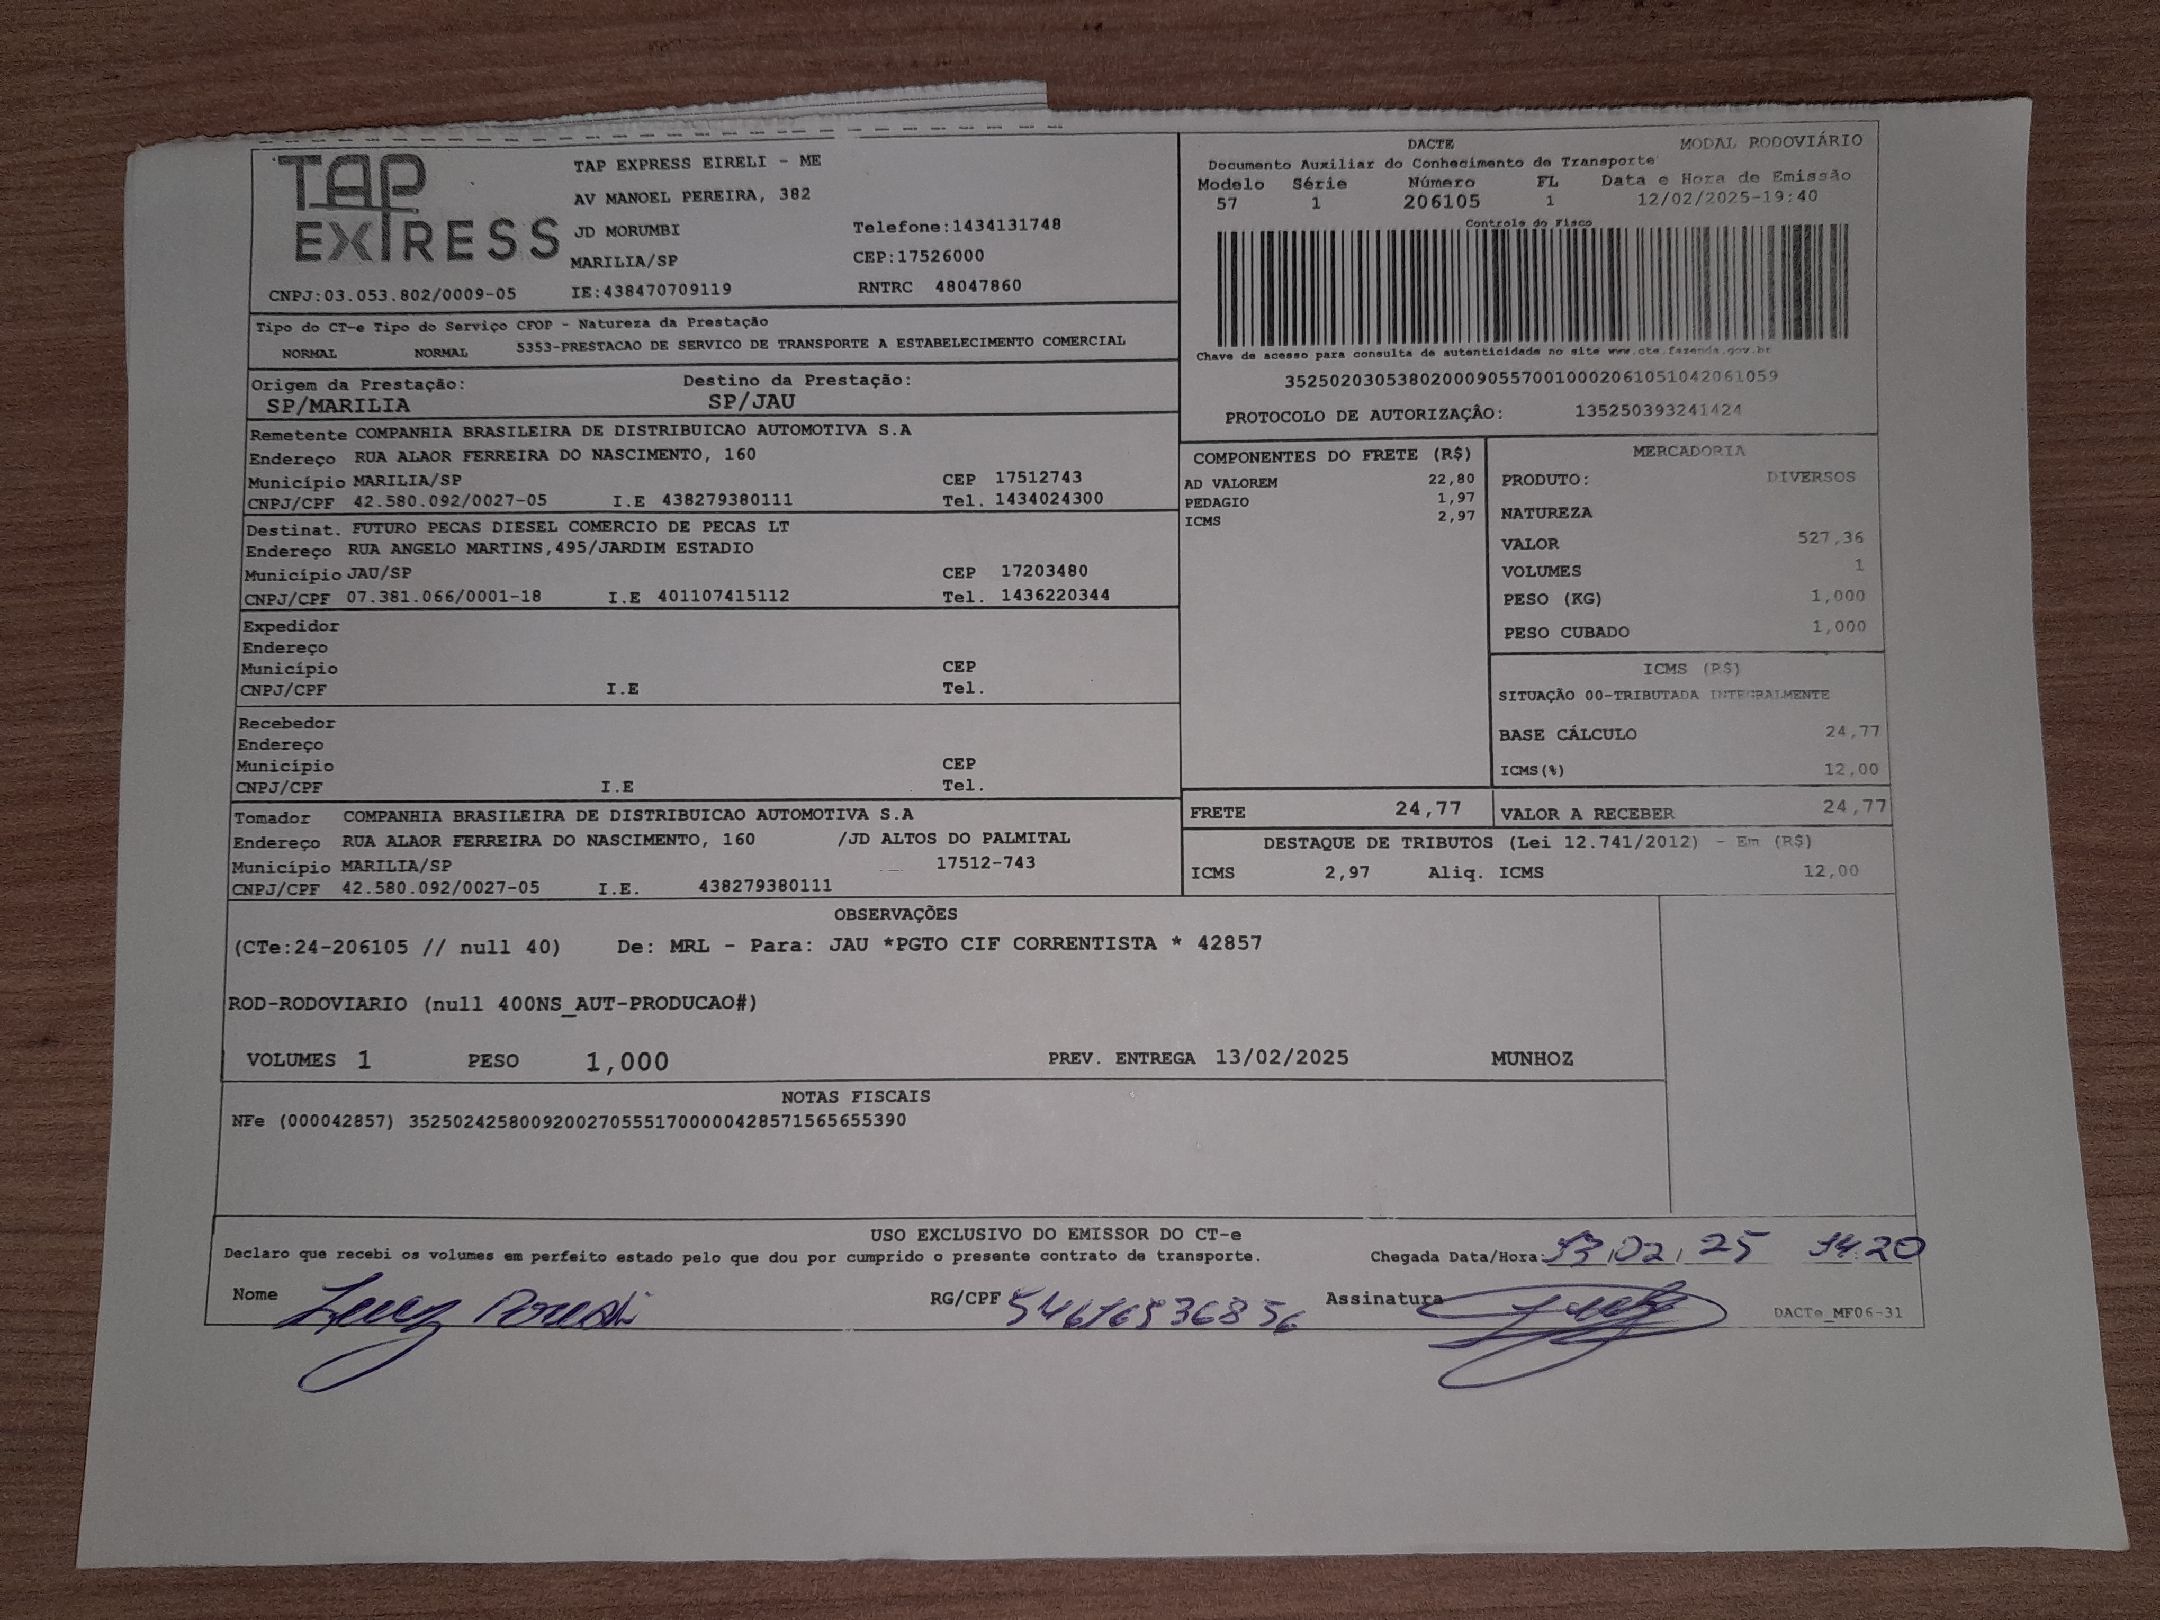 TAP EXPRESS
TAP EXPRESS EIRELI - ME
AV MANOEL PEREIRA, 382
JD MORUMBI Telefone:1434131748
MARILIA/SP CEP:17526000
CNPJ:03.053.802/0009-05 IE:438470709119 RNTRC 48047860
DACTE MODAL RODOVIÁRIO
Documento Auxiliar do Conhecimento de Transporte
Modelo Série Número FL Data e Hora de Emissão
57 1 206105 1 12/02/2025-19:40
Controle do Fisco
Chave de acesso para consulta de autenticidade no site www.cte.fazenda.gov.br
35250203053802000905570010002061051042061059
PROTOCOLO DE AUTORIZAÇÃO: 135250393241424
Tipo do CT-e Tipo do Serviço CFOP - Natureza da Prestação
NORMAL NORMAL 5353-PRESTACAO DE SERVICO DE TRANSPORTE A ESTABELECIMENTO COMERCIAL
Origem da Prestação: Destino da Prestação:
SP/MARILIA SP/JAU
Remetente COMPANHIA BRASILEIRA DE DISTRIBUICAO AUTOMOTIVA S.A
Endereço RUA ALAOR FERREIRA DO NASCIMENTO, 160
Município MARILIA/SP CEP 17512743
CNPJ/CPF 42.580.092/0027-05 I.E 438279380111 Tel. 1434024300
Destinat. FUTURO PECAS DIESEL COMERCIO DE PECAS LT
Endereço RUA ANGELO MARTINS,495/JARDIM ESTADIO
Município JAU/SP CEP 17203480
CNPJ/CPF 07.381.066/0001-18 I.E 401107415112 Tel. 1436220344
Expedidor
Endereço
Município CEP
CNPJ/CPF I.E Tel.
Recebedor
Endereço
Município CEP
CNPJ/CPF I.E Tel.
Tomador COMPANHIA BRASILEIRA DE DISTRIBUICAO AUTOMOTIVA S.A
Endereço RUA ALAOR FERREIRA DO NASCIMENTO, 160 /JD ALTOS DO PALMITAL
Município MARILIA/SP 17512-743
CNPJ/CPF 42.580.092/0027-05 I.E. 438279380111
COMPONENTES DO FRETE (R$)
AD VALOREM 22,80
PEDAGIO 1,97
ICMS 2,97
MERCADORIA
PRODUTO: DIVERSOS
NATUREZA
VALOR 527,36
VOLUMES 1
PESO (KG) 1,000
PESO CUBADO 1,000
ICMS (R$)
SITUAÇÃO 00-TRIBUTADA INTEGRALMENTE
BASE CÁLCULO 24,77
ICMS(%) 12,00
FRETE 24,77 VALOR A RECEBER 24,77
DESTAQUE DE TRIBUTOS (Lei 12.741/2012) - Em (R$)
ICMS 2,97 Aliq. ICMS 12,00
OBSERVAÇÕES
(CTe:24-206105 // null 40) De: MRL - Para: JAU *PGTO CIF CORRENTISTA * 42857
ROD-RODOVIARIO (null 400NS_AUT-PRODUCAO#)
VOLUMES 1 PESO 1,000 PREV. ENTREGA 13/02/2025 MUNHOZ
NOTAS FISCAIS
NFe (000042857) 35250242580092002705551700000428571565655390
USO EXCLUSIVO DO EMISSOR DO CT-e
Declaro que recebi os volumes em perfeito estado pelo que dou por cumprido o presente contrato de transporte. Chegada Data/Hora: 13/02/25 14:20
Nome RG/CPF Assinatura DACTe_MF06-31